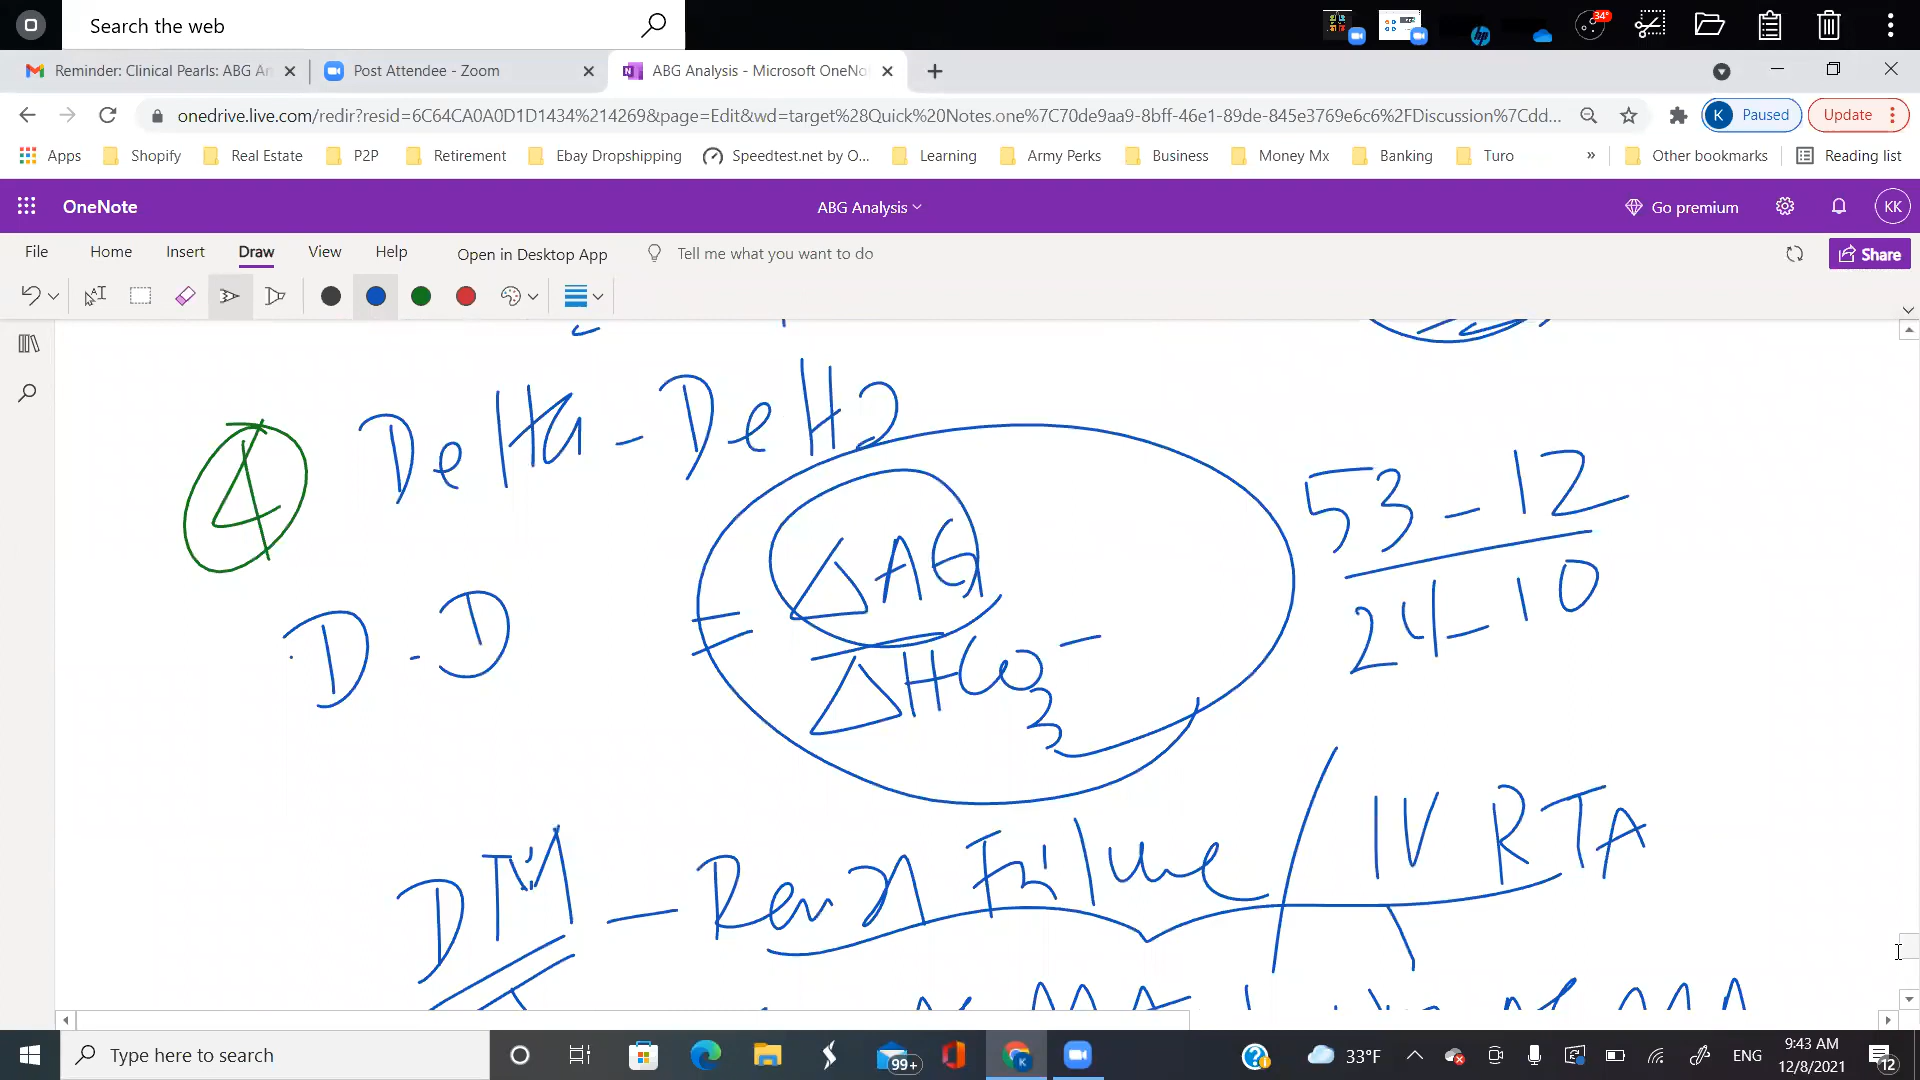 Search the web
34°
Reminder: Clinical Pearls: ABG An
Post Attendee - Zoom
ABG Analysis - Microsoft OneNo
onedrive.live.com/redir?resid=6C64CA0A0D1D1434%214269&page=Edit&wd=target%28Quick%20Notes.one%7C70de9aa9-8bff-46e1-89de-845e3769e6c6%2FDiscussion%7Cdd...
K Paused
Update
Apps
Shopify
Real Estate
P2P
Retirement
Ebay Dropshipping
Speedtest.net by O...
Learning
Army Perks
Business
Money Mx
Banking
Turo
»
Other bookmarks
Reading list
OneNote
ABG Analysis
Go premium
KK
File
Home
Insert
Draw
View
Help
Open in Desktop App
Tell me what you want to do
Share
4
Delta - Delta
53 - 12
24 - 10
D - D
=
ΔAG
ΔHCO3-
DM - Renal Failure / IV RTA
Type here to search
99+
33°F
ENG
9:43 AM
12/8/2021
12